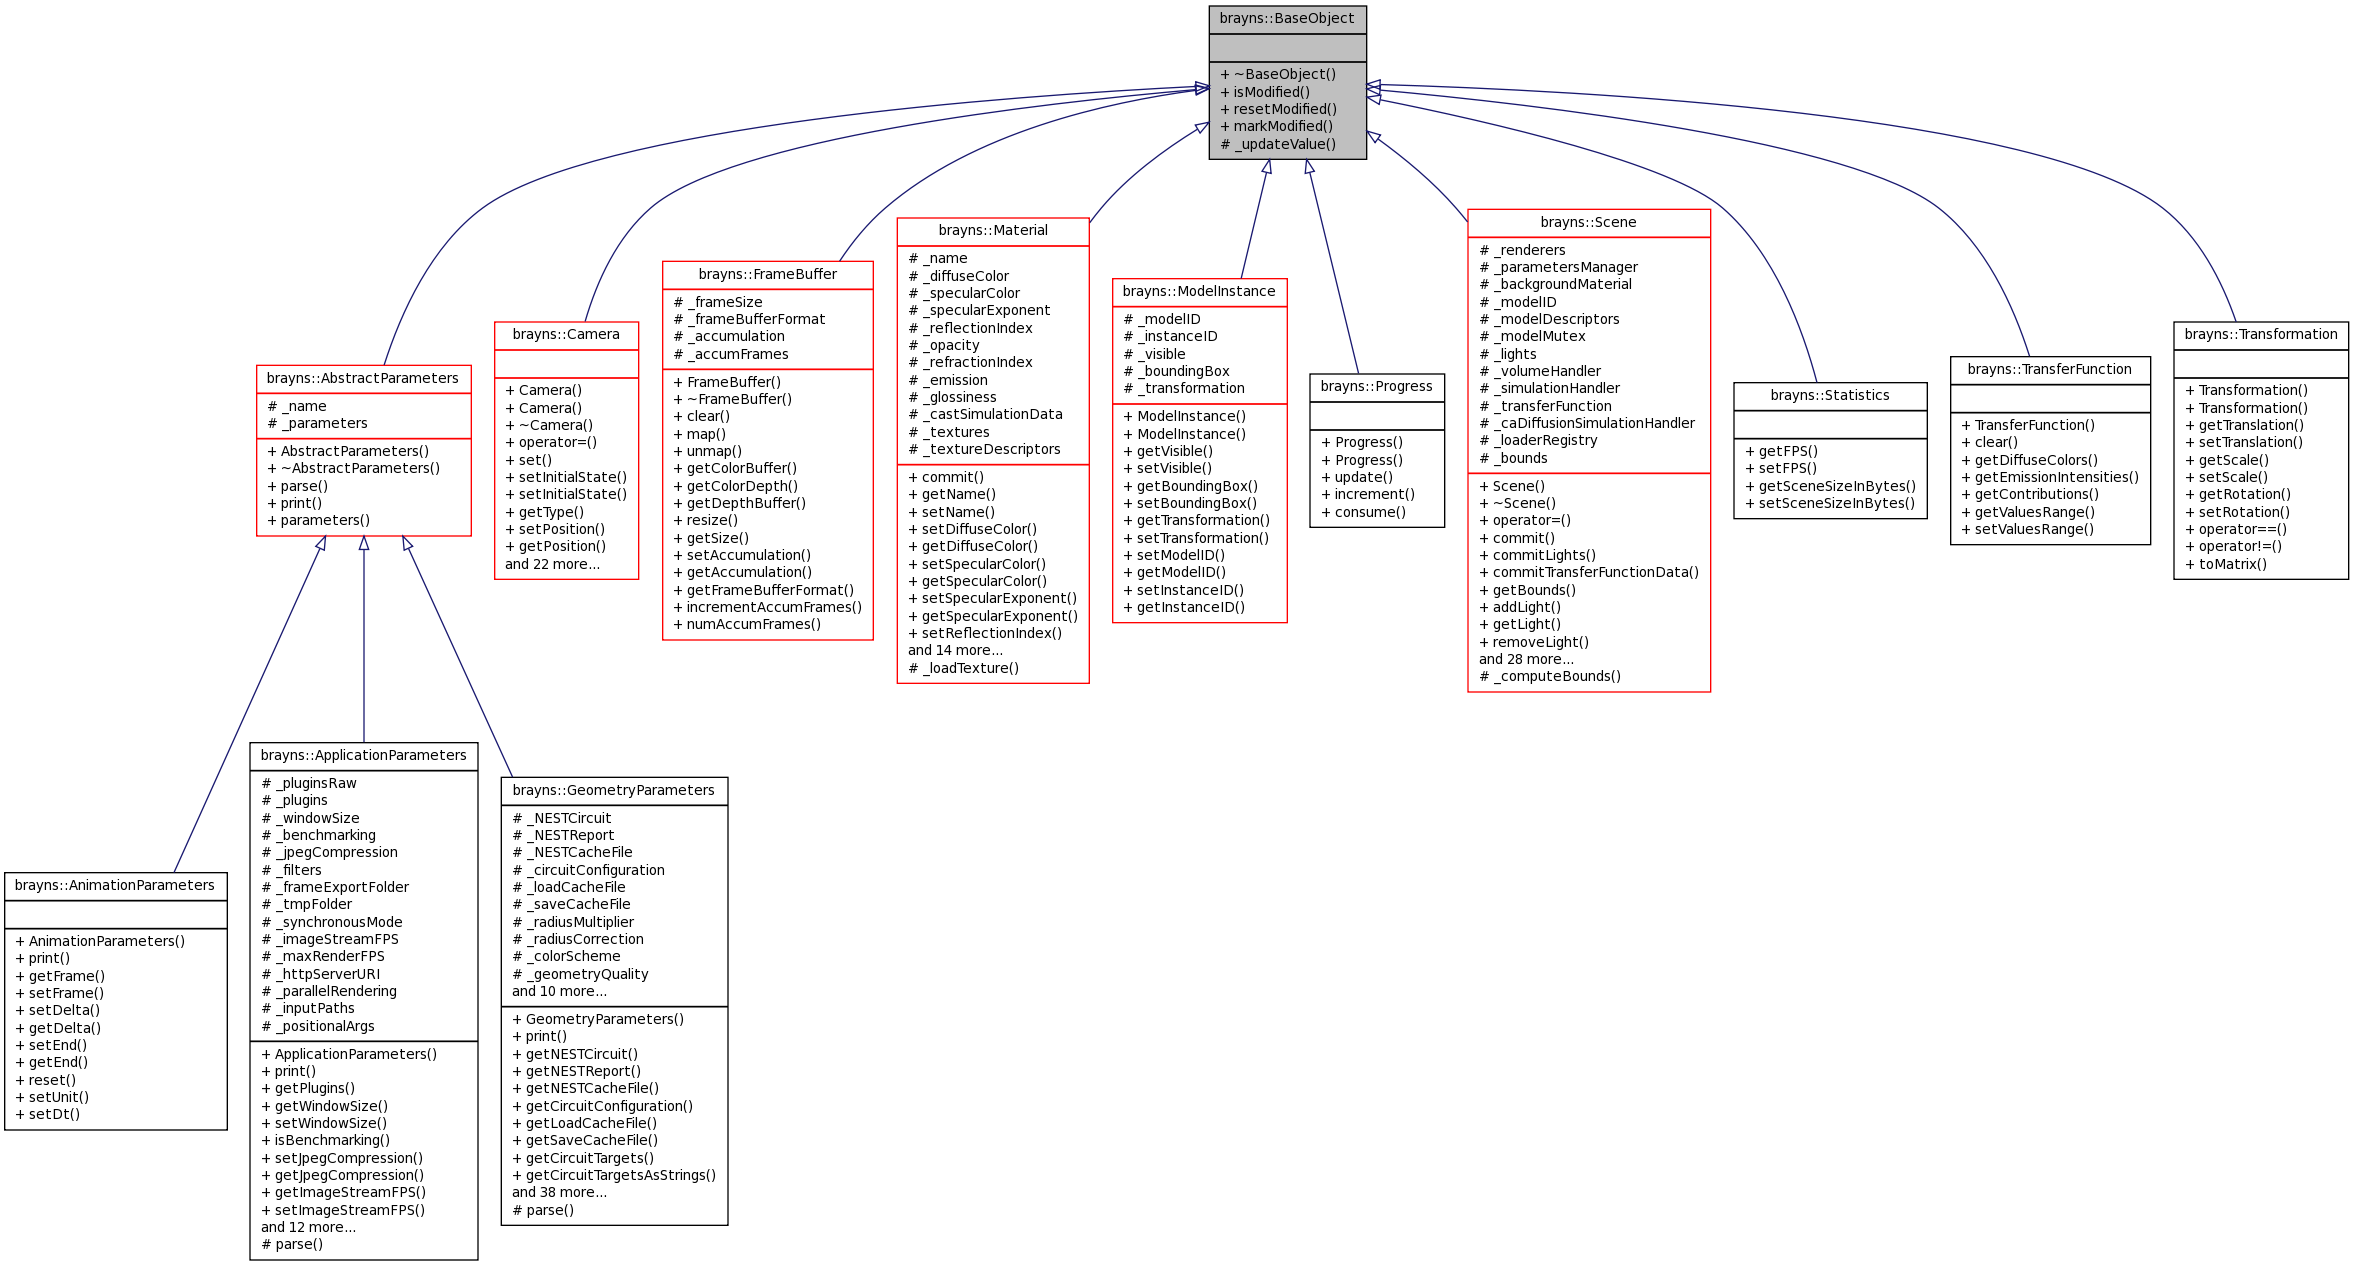 brayns::BaseObject
+ ~BaseObject()
+ isModified()
+ resetModified()
+ markModified()
# _updateValue()
brayns::AbstractParameters
# _name
# _parameters
+ AbstractParameters()
+ ~AbstractParameters()
+ parse()
+ print()
+ parameters()
brayns::Camera
+ Camera()
+ Camera()
+ ~Camera()
+ operator=()
+ set()
+ setInitialState()
+ setInitialState()
+ getType()
+ setPosition()
+ getPosition()
and 22 more...
brayns::FrameBuffer
# _frameSize
# _frameBufferFormat
# _accumulation
# _accumFrames
+ FrameBuffer()
+ ~FrameBuffer()
+ clear()
+ map()
+ unmap()
+ getColorBuffer()
+ getColorDepth()
+ getDepthBuffer()
+ resize()
+ getSize()
+ setAccumulation()
+ getAccumulation()
+ getFrameBufferFormat()
+ incrementAccumFrames()
+ numAccumFrames()
brayns::Material
# _name
# _diffuseColor
# _specularColor
# _specularExponent
# _reflectionIndex
# _opacity
# _refractionIndex
# _emission
# _glossiness
# _castSimulationData
# _textures
# _textureDescriptors
+ commit()
+ getName()
+ setName()
+ setDiffuseColor()
+ getDiffuseColor()
+ setSpecularColor()
+ getSpecularColor()
+ setSpecularExponent()
+ getSpecularExponent()
+ setReflectionIndex()
and 14 more...
# _loadTexture()
brayns::ModelInstance
# _modelID
# _instanceID
# _visible
# _boundingBox
# _transformation
+ ModelInstance()
+ ModelInstance()
+ getVisible()
+ setVisible()
+ getBoundingBox()
+ setBoundingBox()
+ getTransformation()
+ setTransformation()
+ setModelID()
+ getModelID()
+ setInstanceID()
+ getInstanceID()
brayns::Progress
+ Progress()
+ Progress()
+ update()
+ increment()
+ consume()
brayns::Scene
# _renderers
# _parametersManager
# _backgroundMaterial
# _modelID
# _modelDescriptors
# _modelMutex
# _lights
# _volumeHandler
# _simulationHandler
# _transferFunction
# _caDiffusionSimulationHandler
# _loaderRegistry
# _bounds
+ Scene()
+ ~Scene()
+ operator=()
+ commit()
+ commitLights()
+ commitTransferFunctionData()
+ getBounds()
+ addLight()
+ getLight()
+ removeLight()
and 28 more...
# _computeBounds()
brayns::Statistics
+ getFPS()
+ setFPS()
+ getSceneSizeInBytes()
+ setSceneSizeInBytes()
brayns::TransferFunction
+ TransferFunction()
+ clear()
+ getDiffuseColors()
+ getEmissionIntensities()
+ getContributions()
+ getValuesRange()
+ setValuesRange()
brayns::Transformation
+ Transformation()
+ Transformation()
+ getTranslation()
+ setTranslation()
+ getScale()
+ setScale()
+ getRotation()
+ setRotation()
+ operator==()
+ operator!=()
+ toMatrix()
brayns::AnimationParameters
+ AnimationParameters()
+ print()
+ getFrame()
+ setFrame()
+ setDelta()
+ getDelta()
+ setEnd()
+ getEnd()
+ reset()
+ setUnit()
+ setDt()
brayns::ApplicationParameters
# _pluginsRaw
# _plugins
# _windowSize
# _benchmarking
# _jpegCompression
# _filters
# _frameExportFolder
# _tmpFolder
# _synchronousMode
# _imageStreamFPS
# _maxRenderFPS
# _httpServerURI
# _parallelRendering
# _inputPaths
# _positionalArgs
+ ApplicationParameters()
+ print()
+ getPlugins()
+ getWindowSize()
+ setWindowSize()
+ isBenchmarking()
+ setJpegCompression()
+ getJpegCompression()
+ getImageStreamFPS()
+ setImageStreamFPS()
and 12 more...
# parse()
brayns::GeometryParameters
# _NESTCircuit
# _NESTReport
# _NESTCacheFile
# _circuitConfiguration
# _loadCacheFile
# _saveCacheFile
# _radiusMultiplier
# _radiusCorrection
# _colorScheme
# _geometryQuality
and 10 more...
+ GeometryParameters()
+ print()
+ getNESTCircuit()
+ getNESTReport()
+ getNESTCacheFile()
+ getCircuitConfiguration()
+ getLoadCacheFile()
+ getSaveCacheFile()
+ getCircuitTargets()
+ getCircuitTargetsAsStrings()
and 38 more...
# parse()